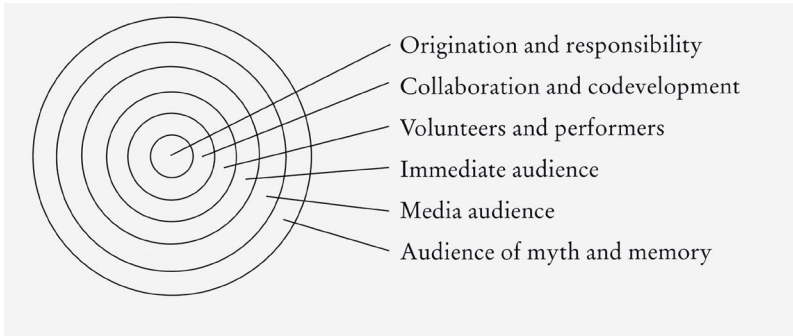 Origination and responsibility
Collaboration and codevelopment
Volunteers and performers
Immediate audience
Media audience
Audience of myth and memory